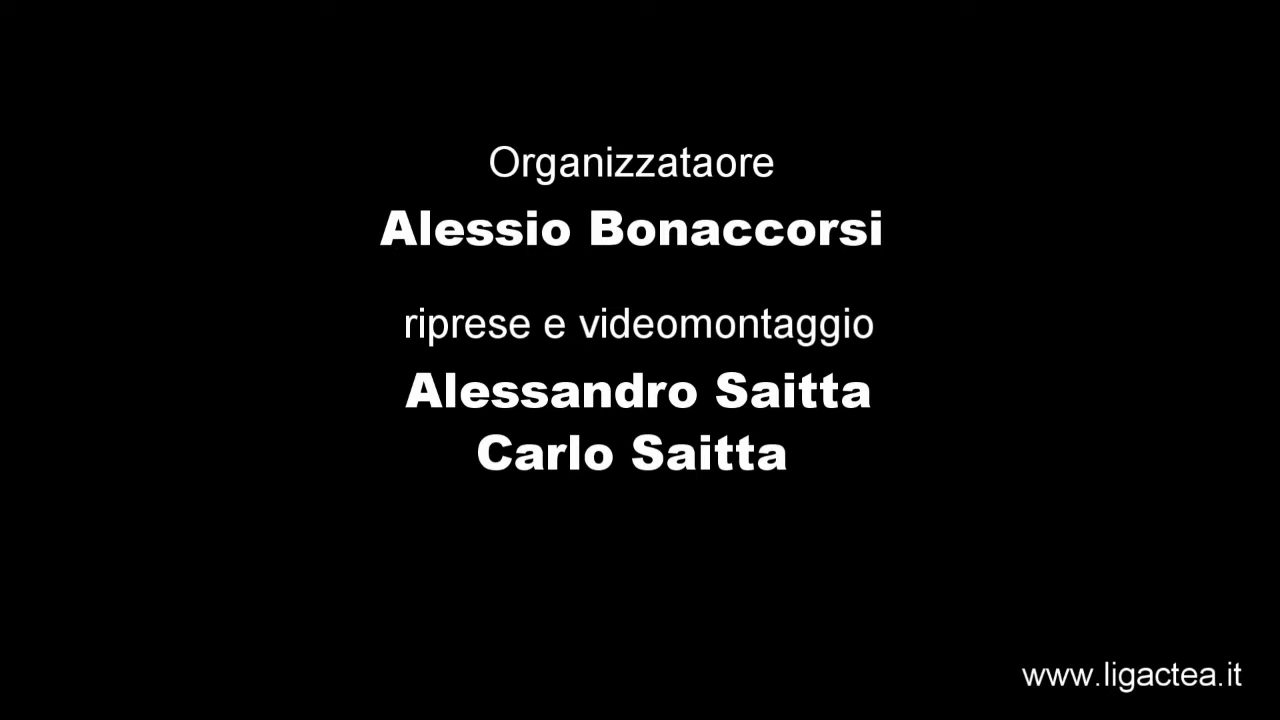 Organizzataore
Alessio Bonaccorsi
riprese e videomontaggio
Alessandro Saitta
Carlo Saitta
www.ligactea.it